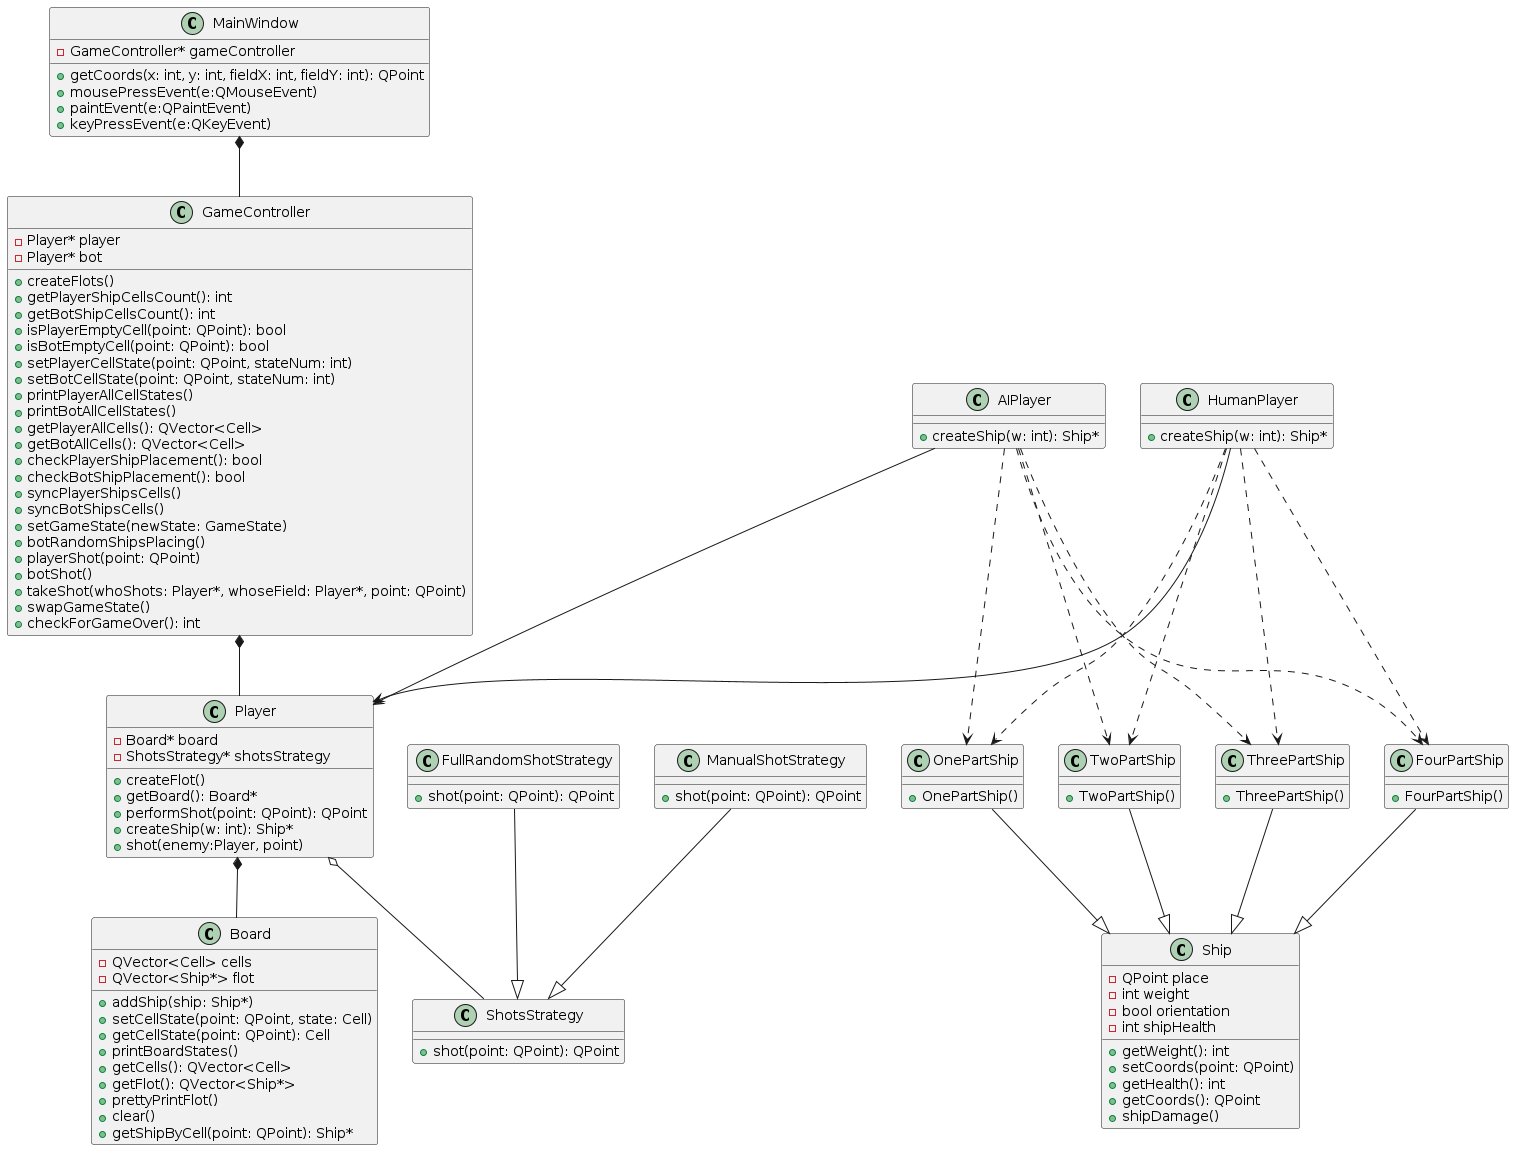 C MainWindow
GameController* gameController
getCoords(x: int, y: int, fieldX: int, fieldY: int): QPoint
mousePressEvent(e:QMouseEvent)
paintEvent(e:QPaintEvent)
keyPressEvent(e:QKeyEvent)
C GameController
Player* player
Player* bot
createFlots()
getPlayerShipCellsCount(): int
getBotShipCellsCount(): int
isPlayerEmptyCell(point: QPoint): bool
isBotEmptyCell(point: QPoint): bool
setPlayerCellState(point: QPoint, stateNum: int)
setBotCellState(point: QPoint, stateNum: int)
printPlayerAllCellStates()
printBotAllCellStates()
getPlayerAllCells(): QVector<Cell>
getBotAllCells(): QVector<Cell>
checkPlayerShipPlacement(): bool
checkBotShipPlacement(): bool
syncPlayerShipsCells()
syncBotShipsCells()
setGameState(newState: GameState)
botRandomShipsPlacing()
playerShot(point: QPoint)
botShot()
takeShot(whoShots: Player*, whoseField: Player*, point: QPoint)
swapGameState()
checkForGameOver(): int
C AIPlayer
createShip(w: int): Ship*
C HumanPlayer
createShip(w: int): Ship*
C Player
Board* board
ShotsStrategy* shotsStrategy
createFlot()
getBoard(): Board*
performShot(point: QPoint): QPoint
createShip(w: int): Ship*
shot(enemy:Player, point)
C FullRandomShotStrategy
shot(point: QPoint): QPoint
C ManualShotStrategy
shot(point: QPoint): QPoint
C OnePartShip
OnePartShip()
C TwoPartShip
TwoPartShip()
C ThreePartShip
ThreePartShip()
C FourPartShip
FourPartShip()
C Board
QVector<Cell> cells
QVector<Ship*> flot
addShip(ship: Ship*)
setCellState(point: QPoint, state: Cell)
getCellState(point: QPoint): Cell
printBoardStates()
getCells(): QVector<Cell>
getFlot(): QVector<Ship*>
prettyPrintFlot()
clear()
getShipByCell(point: QPoint): Ship*
C ShotsStrategy
shot(point: QPoint): QPoint
C Ship
QPoint place
int weight
bool orientation
int shipHealth
getWeight(): int
setCoords(point: QPoint)
getHealth(): int
getCoords(): QPoint
shipDamage()